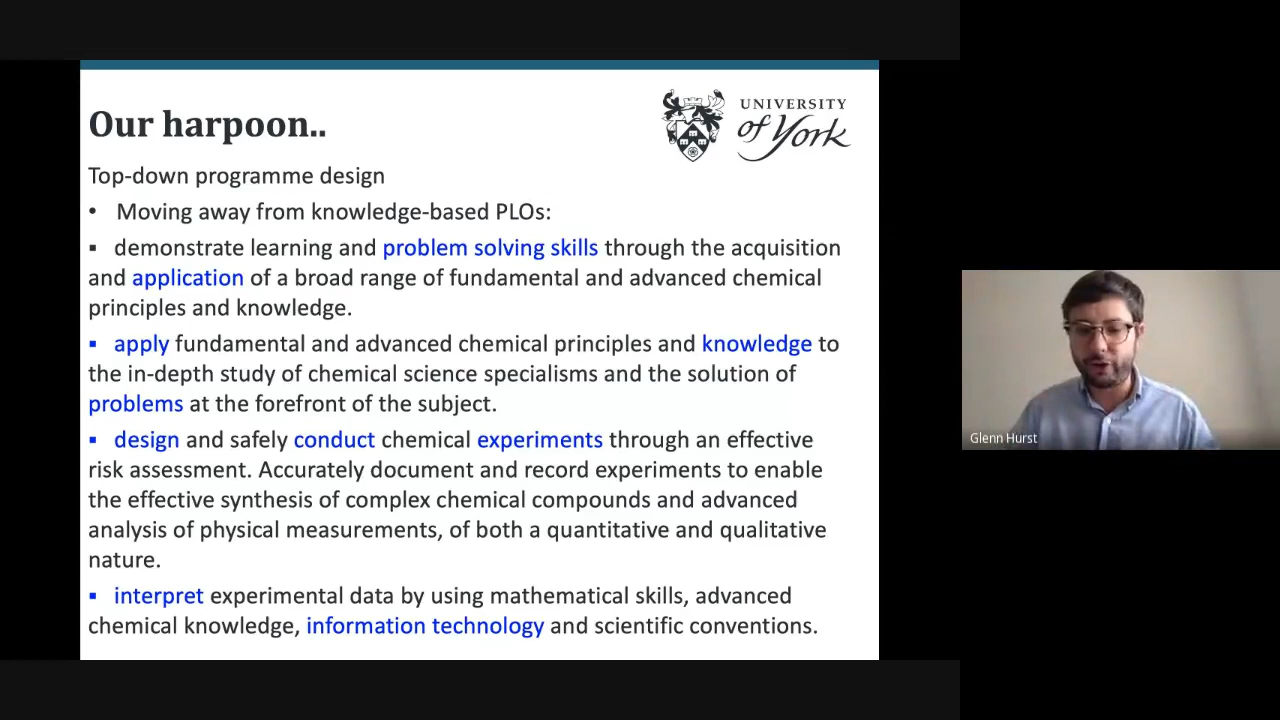 Our harpoon..
UNIVERSITY
of York
Top-down programme design
• Moving away from knowledge-based PLOs:
▪ demonstrate learning and problem solving skills through the acquisition
and application of a broad range of fundamental and advanced chemical
principles and knowledge.
▪ apply fundamental and advanced chemical principles and knowledge to
the in-depth study of chemical science specialisms and the solution of
problems at the forefront of the subject.
▪ design and safely conduct chemical experiments through an effective
risk assessment. Accurately document and record experiments to enable
the effective synthesis of complex chemical compounds and advanced
analysis of physical measurements, of both a quantitative and qualitative
nature.
▪ interpret experimental data by using mathematical skills, advanced
chemical knowledge, information technology and scientific conventions.
Glenn Hurst